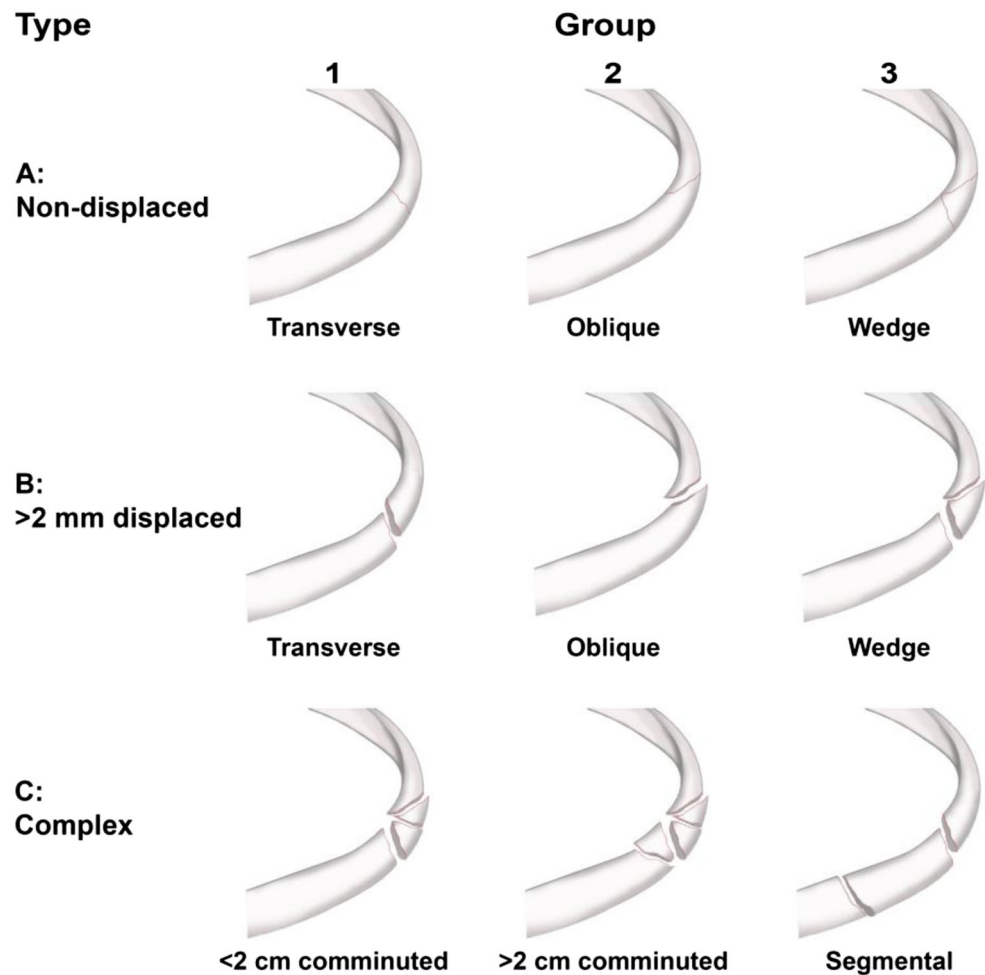 Type Group
1 2 3
A:
Non-displaced
Transverse Oblique Wedge
B:
>2 mm displaced
Transverse Oblique Wedge
C:
Complex
<2 cm comminuted >2 cm comminuted Segmental